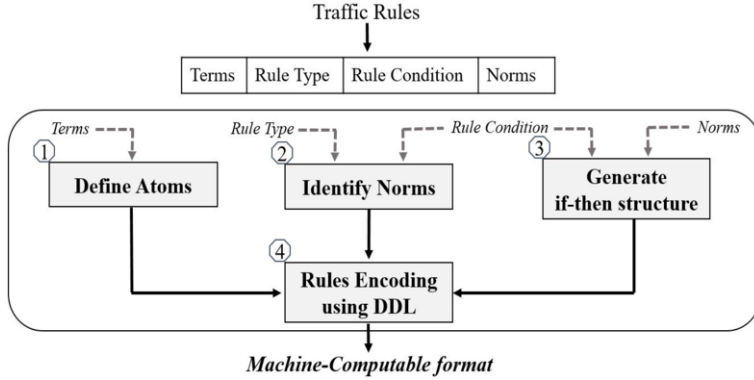 Traffic Rules
Terms Rule Type Rule Condition Norms
Terms Rule Type Rule Condition Norms
1 2 3
Define Atoms
Identify Norms
Generate
if-then structure
4
Rules Encoding
using DDL
Machine-Computable format